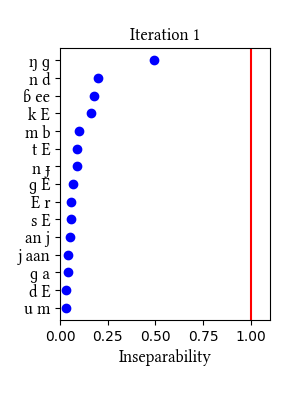 Iteration 1
ŋ g
n d
ɓ ee
k E
m b
t E
n ɟ
g E
E r
s E
an j
j aan
g a
d E
u m
0.00 0.25 0.50 0.75 1.00
Inseparability